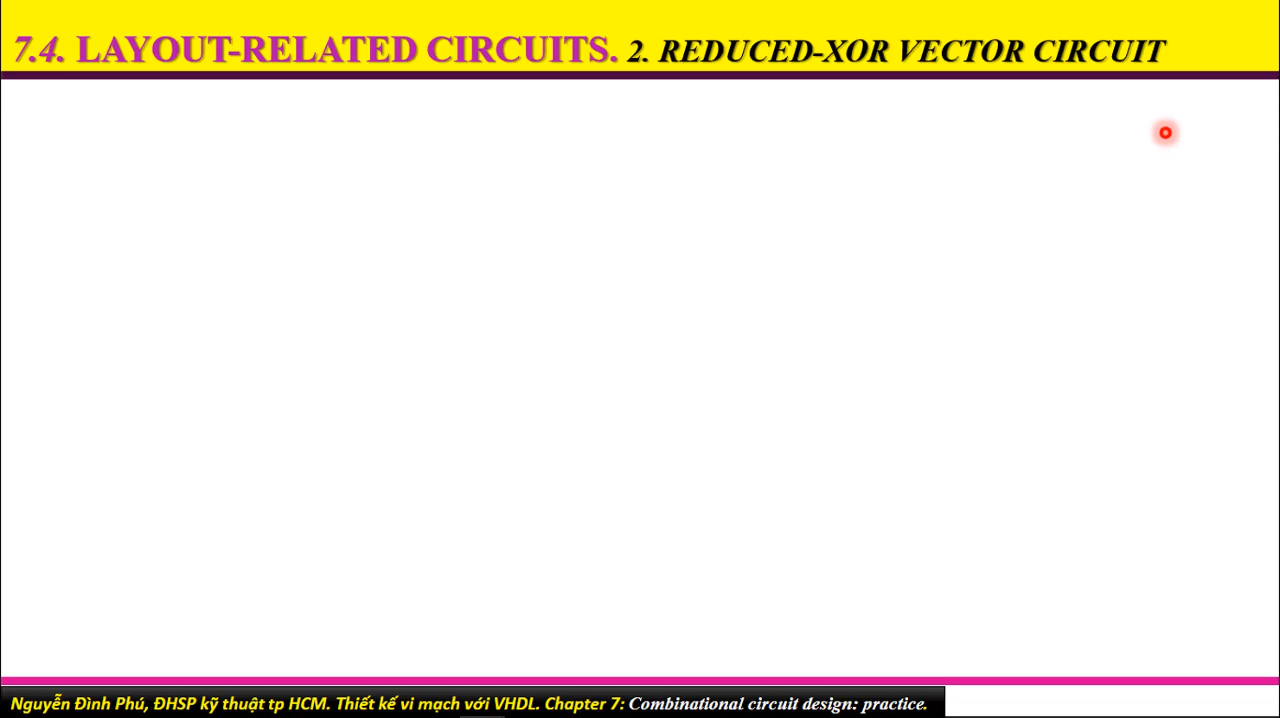 7.4. LAYOUT-RELATED CIRCUITS. 2. REDUCED-XOR VECTOR CIRCUIT
Nguyễn Đình Phú, ĐHSP kỹ thuật tp HCM. Thiết kế vi mạch với VHDL. Chapter 7: Combinational circuit design: practice.